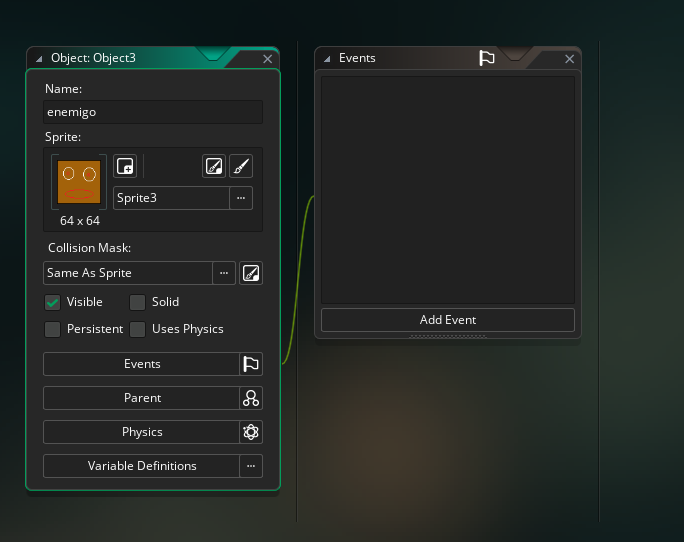 Object: Object3
Name:
enemigo
Sprite:
Sprite3
...
64 x 64
Collision Mask:
Same As Sprite
...
Visible
Solid
Persistent
Uses Physics
Events
Parent
Physics
Variable Definitions
...
Events
Add Event